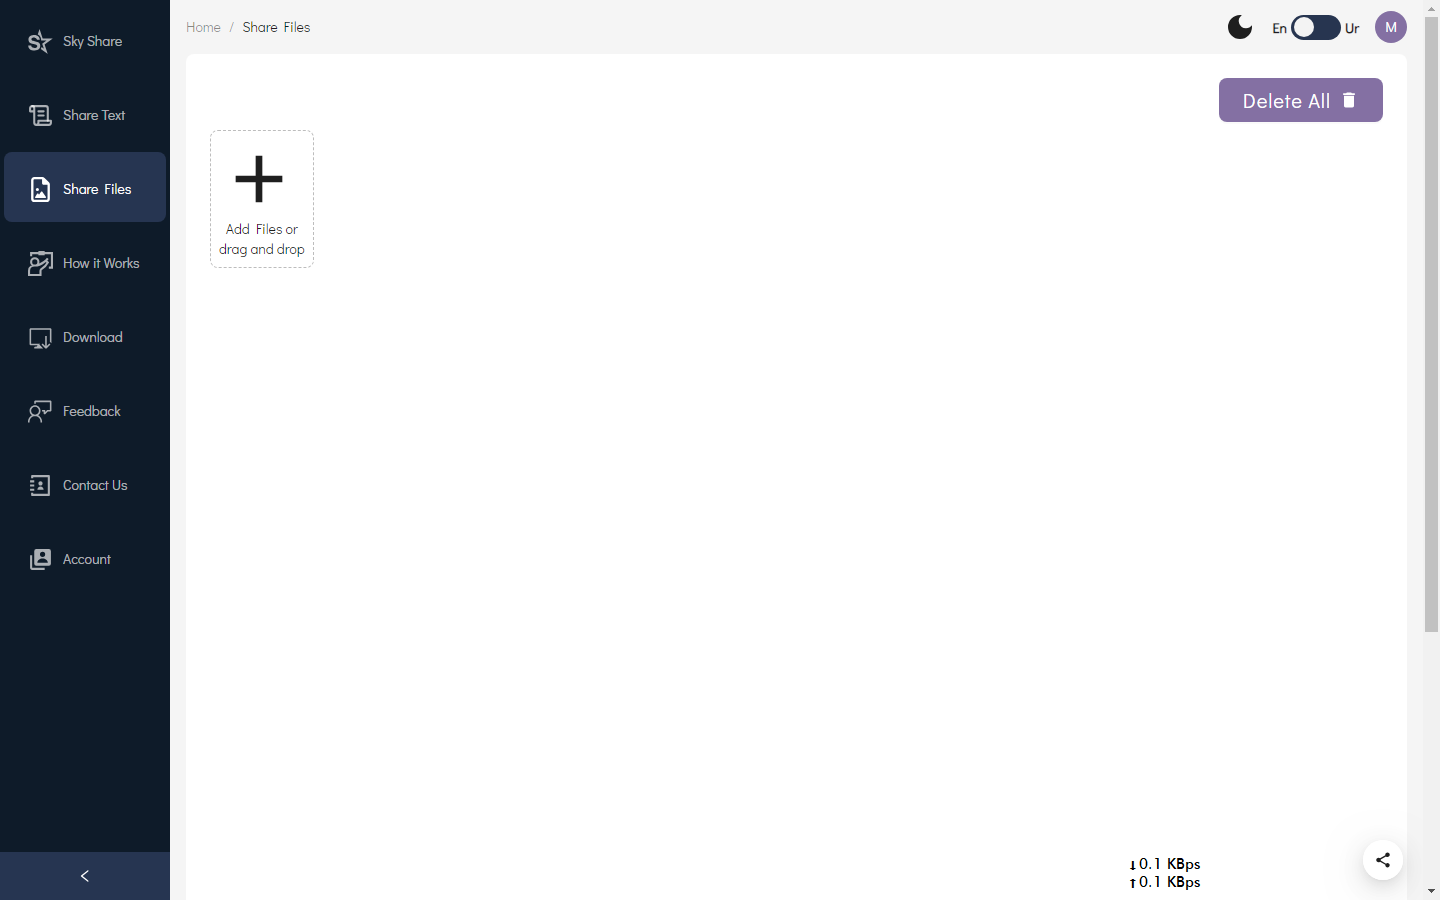 Sky Share
Share Text
Share Files
How it Works
Download
Feedback
Contact Us
Account
Home / Share Files
En Ur
M
Delete All
Add Files or
drag and drop
↓0.1 KBps
↑0.1 KBps